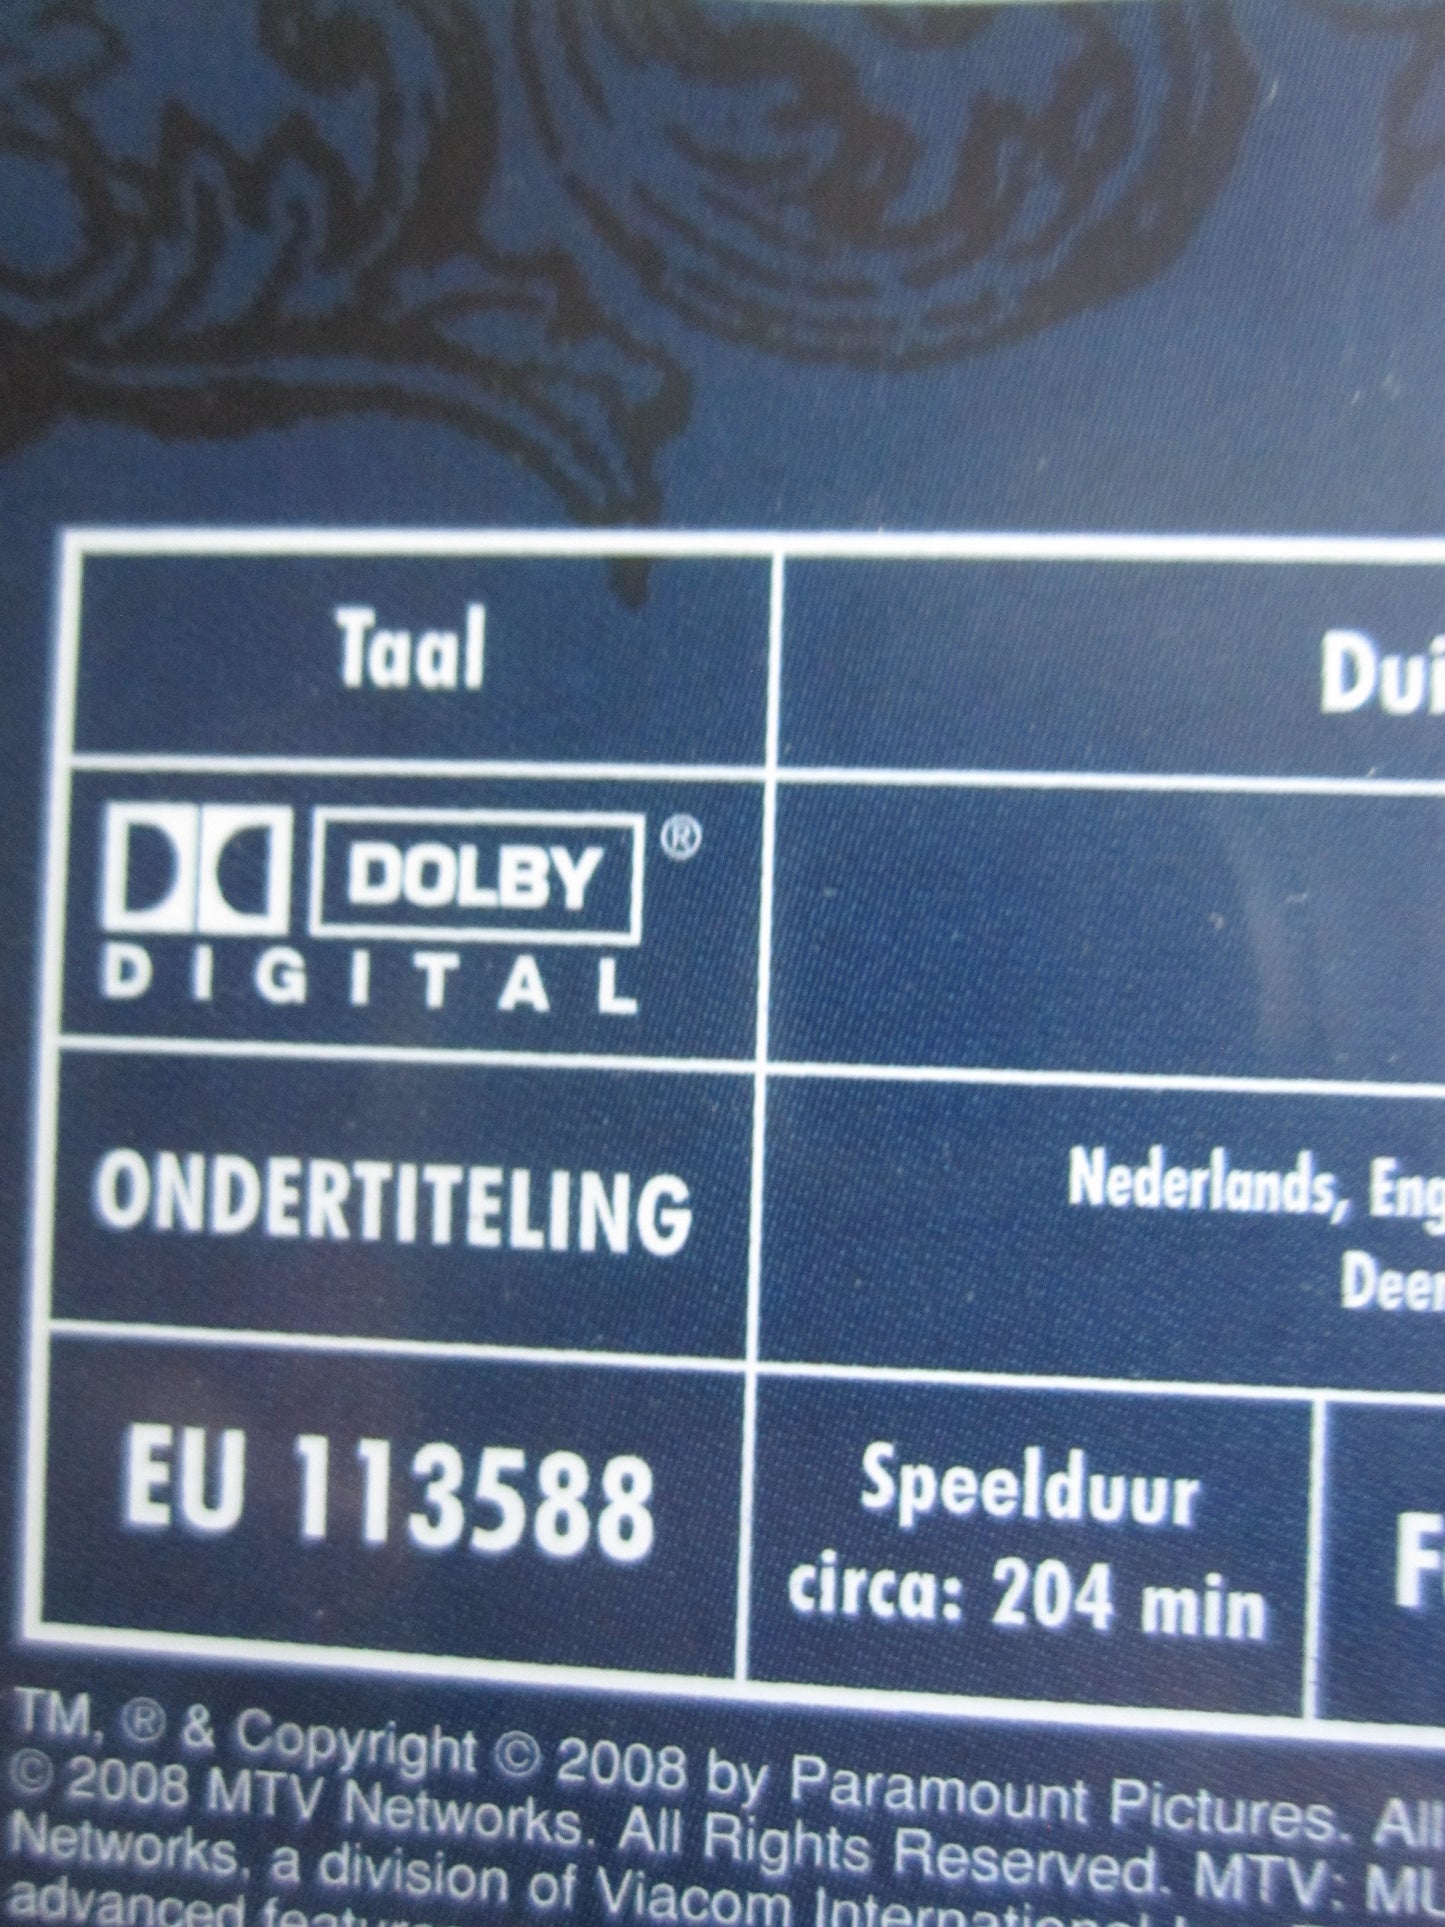 Taal
Dui
DOLBY ®
DIGITAL
ONDERTITELING
Nederlands, Eng
Deen
EU 113588
Speelduur
circa: 204 min
F
TM, ® & Copyright © 2008 by Paramount Pictures. All
© 2008 MTV Networks. All Rights Reserved. MTV: MU
Networks, a division of Viacom International
advanced